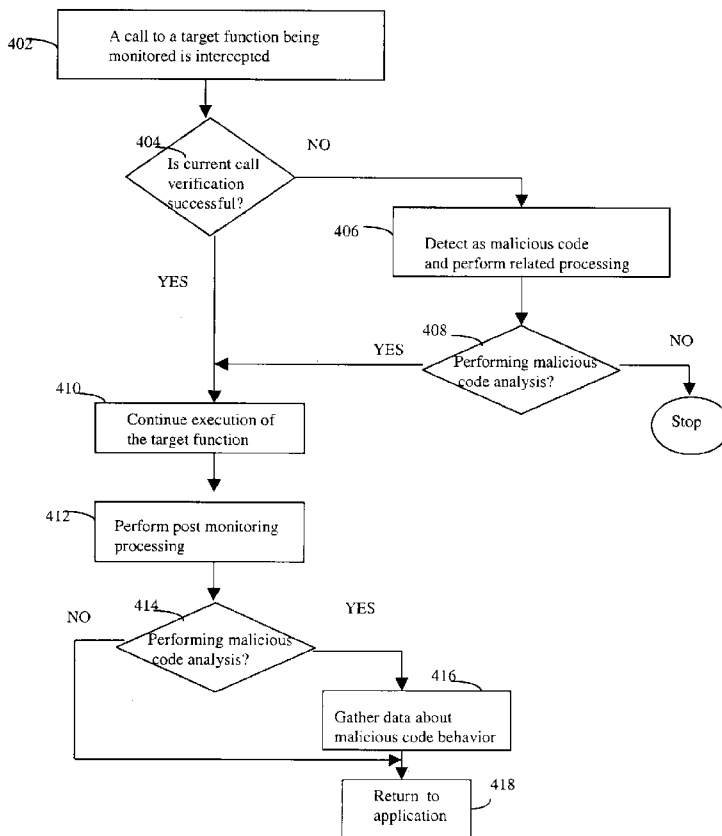 402
A call to a target function being
monitored is intercepted
404
Is current call
verification
successful?
NO
406
Detect as malicious code
and perform related processing
YES
408
Performing malicious
code analysis?
YES
NO
Stop
410
Continue execution of
the target function
412
Perform post monitoring
processing
414
NO
YES
Performing malicious
code analysis?
416
Gather data about
malicious code behavior
Return to
application
418